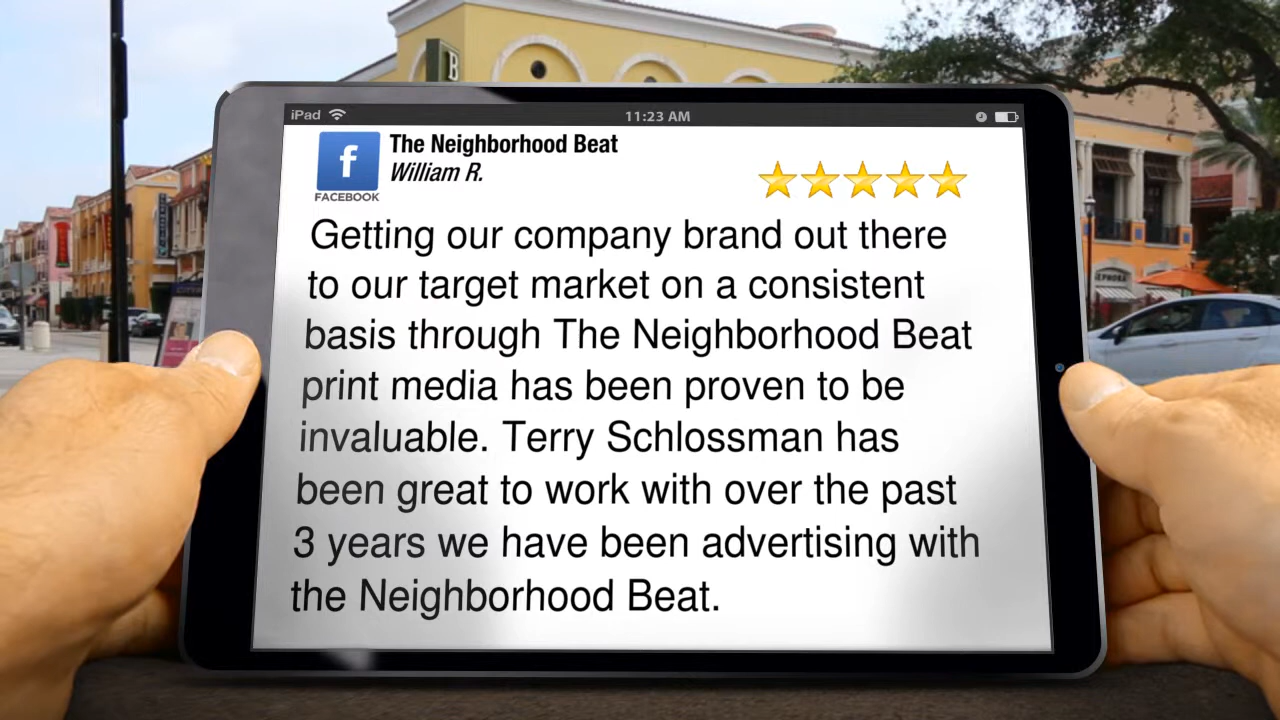 B
iPad
11:23 AM
f
FACEBOOK
The Neighborhood Beat
William R.
Getting our company brand out there
to our target market on a consistent
basis through The Neighborhood Beat
print media has been proven to be
invaluable. Terry Schlossman has
been great to work with over the past
3 years we have been advertising with
the Neighborhood Beat.